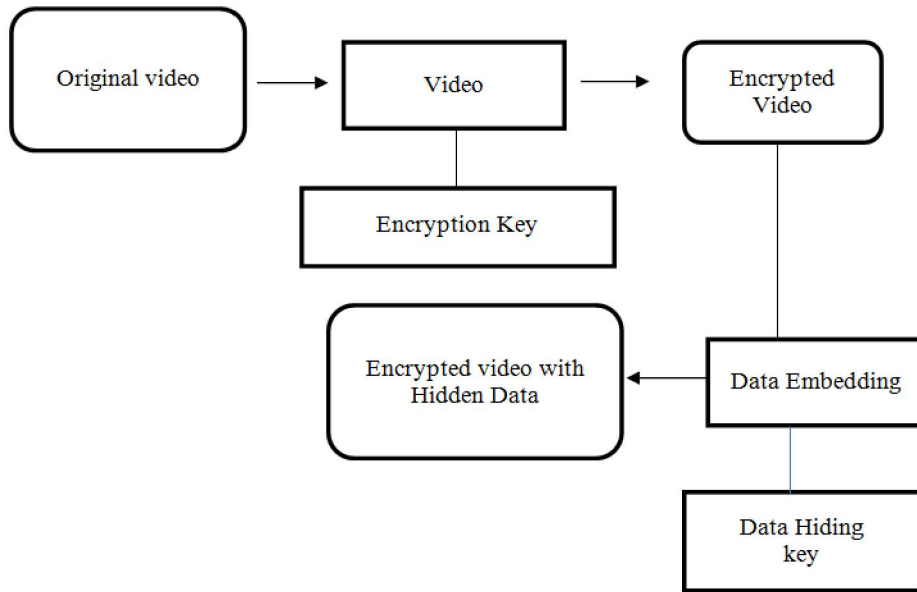 Original video
Video
Encrypted
Video
Encryption Key
Encrypted video with
Hidden Data
Data Embedding
Data Hiding
key